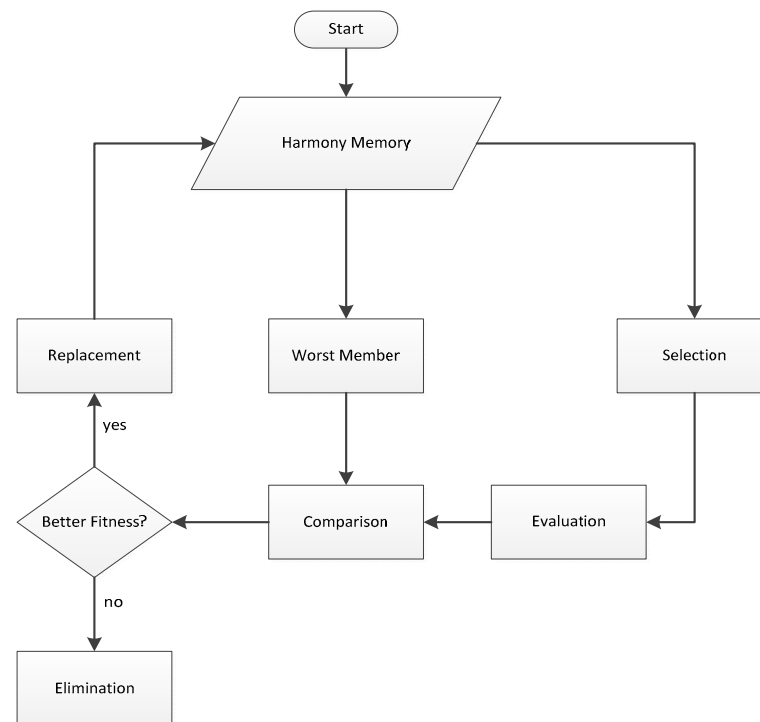 Start
Harmony Memory
Replacement
Worst Member
Selection
yes
Better Fitness?
Comparison
Evaluation
no
Elimination